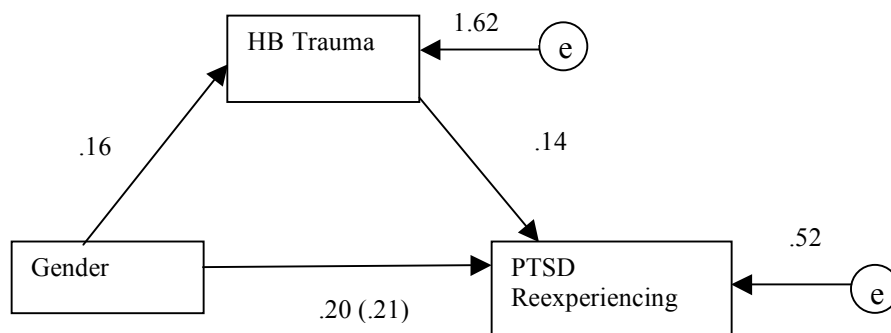 1.62
HB Trauma
e
.16
.14
Gender
PTSD
Reexperiencing
.52
e
.20 (.21)